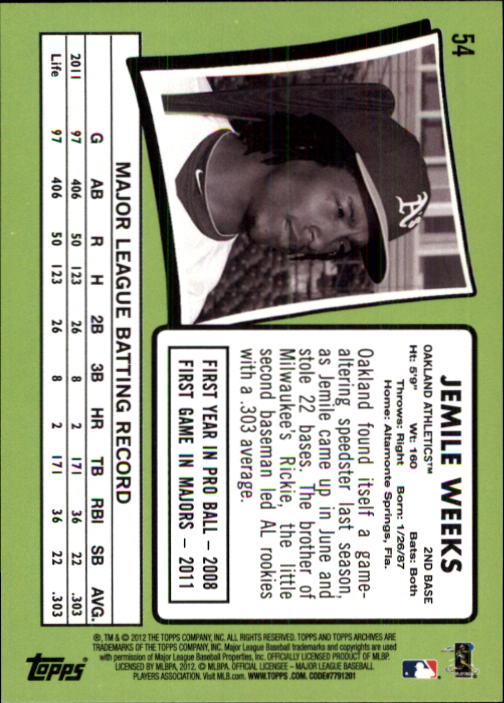 54
A's
JEMILE WEEKS
OAKLAND ATHLETICS™ 2ND BASE
Ht: 5'9" Wt: 160 Bats: Both
Throws: Right Born: 1/26/87
Home: Altamonte Springs, Fla.
Oakland found itself a game-
altering speedster last season,
as Jemile came up in June and
stole 22 bases. The brother of
Milwaukee's Rickie, the little
second baseman led AL rookies
with a .303 average.
FIRST YEAR IN PRO BALL – 2008
FIRST GAME IN MAJORS – 2011
MAJOR LEAGUE BATTING RECORD
G AB R H 2B 3B HR TB RBI SB AVG.
2011 97 406 50 123 26 8 2 171 36 22 .303
Life 97 406 50 123 26 8 2 171 36 22 .303
®, TM & © 2012 THE TOPPS COMPANY, INC. ALL RIGHTS RESERVED. TOPPS AND TOPPS ARCHIVES ARE
TRADEMARKS OF THE TOPPS COMPANY, INC. Major League Baseball trademarks and copyrights are used
with permission of Major League Baseball Properties, Inc. OFFICIALLY LICENSED PRODUCT OF MLBP.
LICENSED BY MLBPA, 2012. © MLBPA. OFFICIAL LICENSEE – MAJOR LEAGUE BASEBALL
PLAYERS ASSOCIATION. Visit MLB.com. WWW.TOPPS.COM. CODE#7791201
TOPPS